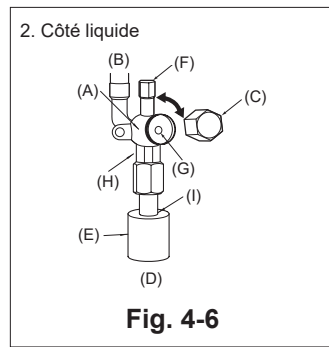 2. Côté liquide
(B)
(F)
(A)
(C)
(G)
(H)
(I)
(E)
(D)
Fig. 4-6